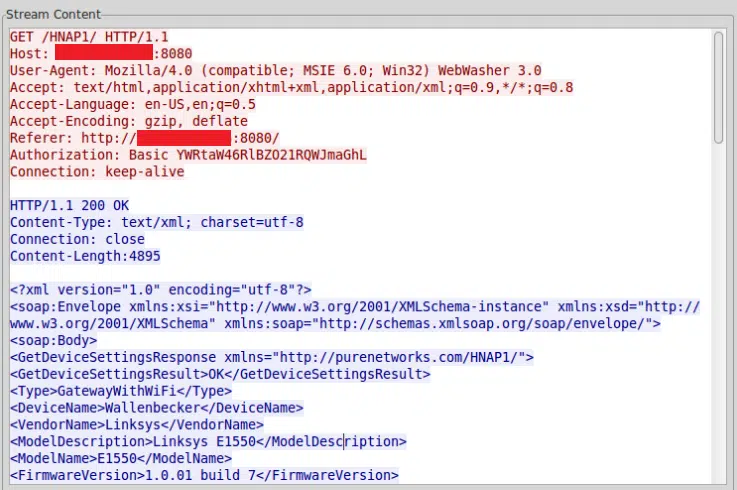 Stream Content
GET /HNAP1/ HTTP/1.1
Host: :8080
User-Agent: Mozilla/4.0 (compatible; MSIE 6.0; Win32) WebWasher 3.0
Accept: text/html,application/xhtml+xml,application/xml;q=0.9,*/*;q=0.8
Accept-Language: en-US,en;q=0.5
Accept-Encoding: gzip, deflate
Referer: http://:8080/
Authorization: Basic YWRtaW46RlBZO21RQWJmaGhL
Connection: keep-alive
HTTP/1.1 200 OK
Content-Type: text/xml; charset=utf-8
Connection: close
Content-Length:4895
<?xml version="1.0" encoding="utf-8"?>
<soap:Envelope xmlns:xsi="http://www.w3.org/2001/XMLSchema-instance" xmlns:xsd="http://
www.w3.org/2001/XMLSchema" xmlns:soap="http://schemas.xmlsoap.org/soap/envelope/">
<soap:Body>
<GetDeviceSettingsResponse xmlns="http://purenetworks.com/HNAP1/">
<GetDeviceSettingsResult>OK</GetDeviceSettingsResult>
<Type>GatewayWithWiFi</Type>
<DeviceName>Wallenbecker</DeviceName>
<VendorName>Linksys</VendorName>
<ModelDescription>Linksys E1550</ModelDescription>
<ModelName>E1550</ModelName>
<FirmwareVersion>1.0.01 build 7</FirmwareVersion>